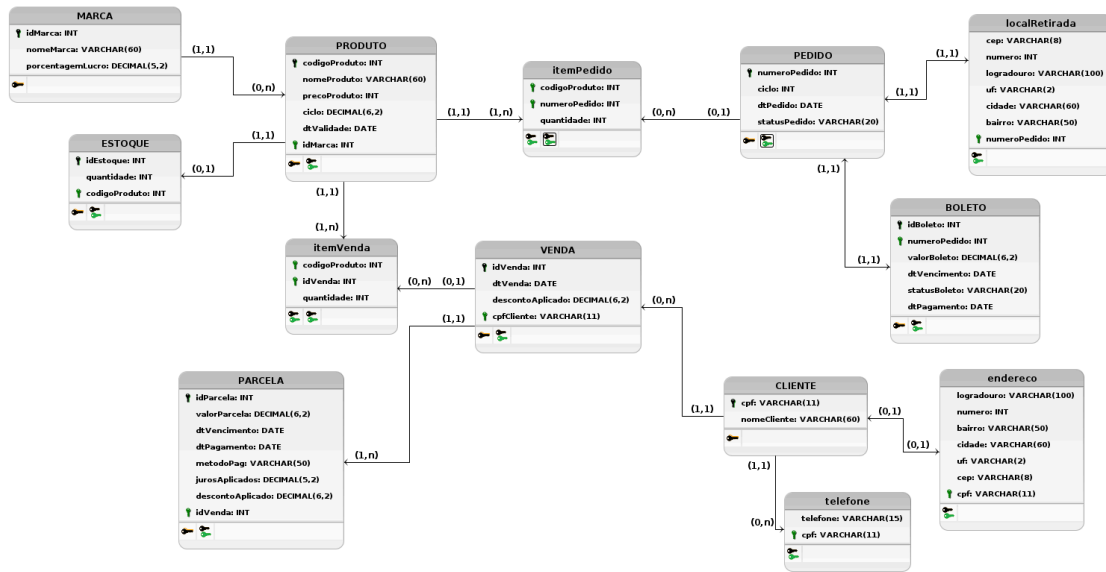 MARCA
idMarca: INT
nomeMarca: VARCHAR(60)
porcentagemLucro: DECIMAL(5,2)
(1,1)
(0,n)
PRODUTO
codigoProduto: INT
nomeProduto: VARCHAR(60)
precoProduto: INT
ciclo: DECIMAL(6,2)
dtValidade: DATE
idMarca: INT
(1,1)
(0,1)
ESTOQUE
idEstoque: INT
quantidade: INT
codigoProduto: INT
(1,1)
(1,n)
itemPedido
codigoProduto: INT
numeroPedido: INT
quantidade: INT
(0,n)
(0,1)
PEDIDO
numeroPedido: INT
ciclo: INT
dtPedido: DATE
statusPedido: VARCHAR(20)
(1,1)
(1,1)
localRetirada
cep: VARCHAR(8)
numero: INT
logradouro: VARCHAR(100)
uf: VARCHAR(2)
cidade: VARCHAR(60)
bairro: VARCHAR(50)
numeroPedido: INT
(1,1)
(1,1)
BOLETO
idBoleto: INT
numeroPedido: INT
valorBoleto: DECIMAL(6,2)
dtVencimento: DATE
statusBoleto: VARCHAR(20)
dtPagamento: DATE
(1,1)
(1,n)
itemVenda
codigoProduto: INT
idVenda: INT
quantidade: INT
(0,n)
(0,1)
VENDA
idVenda: INT
dtVenda: DATE
descontoAplicado: DECIMAL(6,2)
cpfCliente: VARCHAR(11)
(0,n)
(1,1)
(1,1)
(1,n)
PARCELA
idParcela: INT
valorParcela: DECIMAL(6,2)
dtVencimento: DATE
dtPagamento: DATE
metodoPag: VARCHAR(50)
jurosAplicados: DECIMAL(5,2)
descontoAplicado: DECIMAL(6,2)
idVenda: INT
CLIENTE
cpf: VARCHAR(11)
nomeCliente: VARCHAR(60)
(0,1)
(0,1)
endereco
logradouro: VARCHAR(100)
numero: INT
bairro: VARCHAR(50)
cidade: VARCHAR(60)
uf: VARCHAR(2)
cep: VARCHAR(8)
cpf: VARCHAR(11)
(1,1)
(0,n)
telefone
telefone: VARCHAR(15)
cpf: VARCHAR(11)